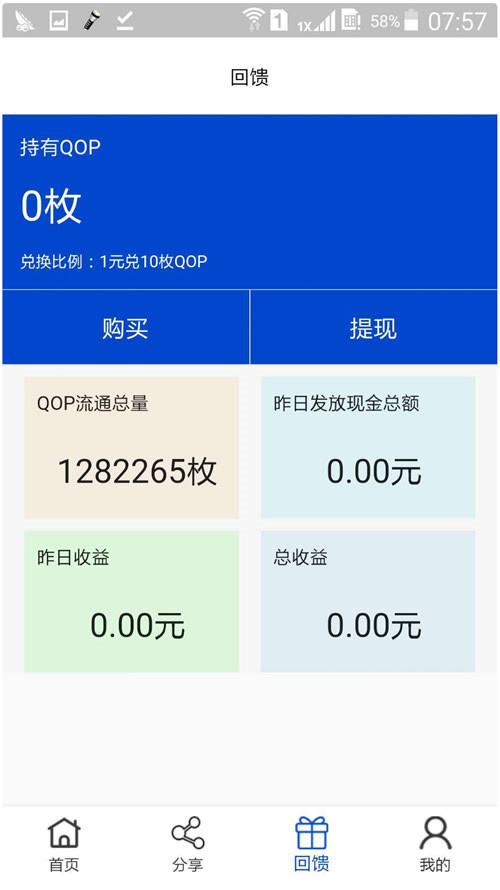 1
1X
58%
07:57
回馈
持有QOP
0枚
兑换比例：1元兑10枚QOP
购买
提现
QOP流通总量
1282265枚
昨日发放现金总额
0.00元
昨日收益
0.00元
总收益
0.00元
首页
分享
回馈
我的